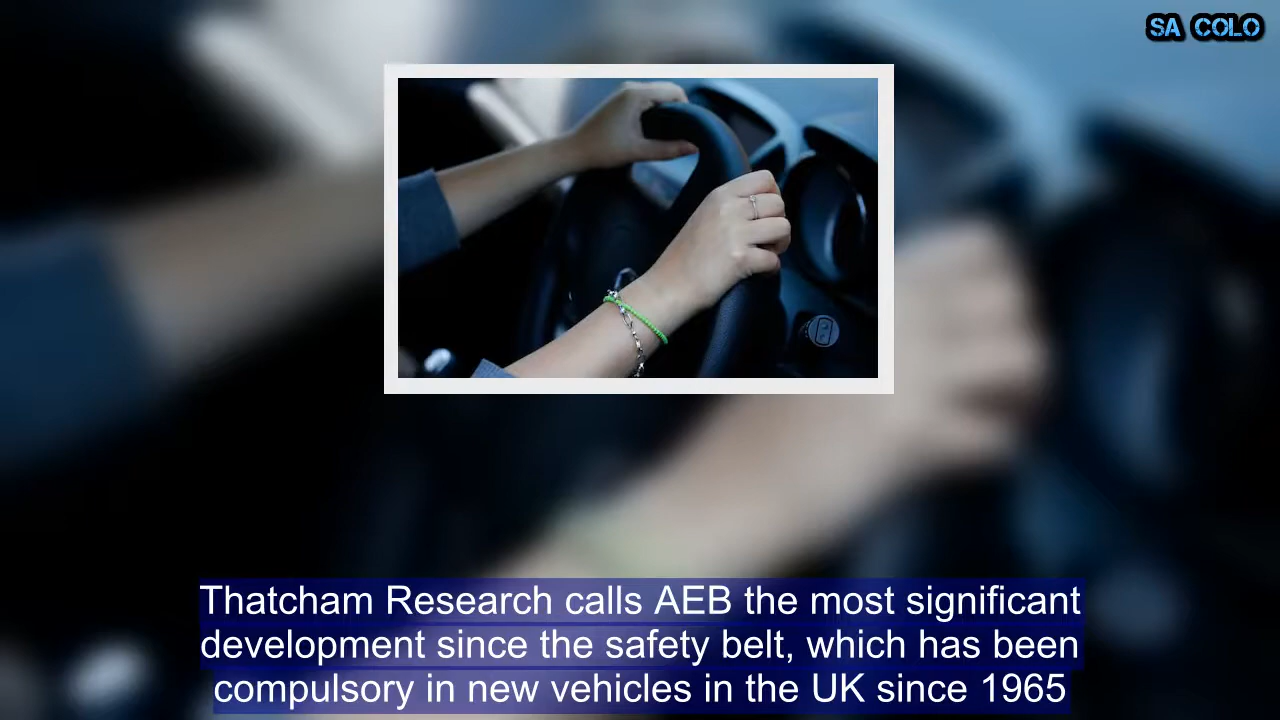 SA COLO
Thatcham Research calls AEB the most significant
development since the safety belt, which has been
compulsory in new vehicles in the UK since 1965